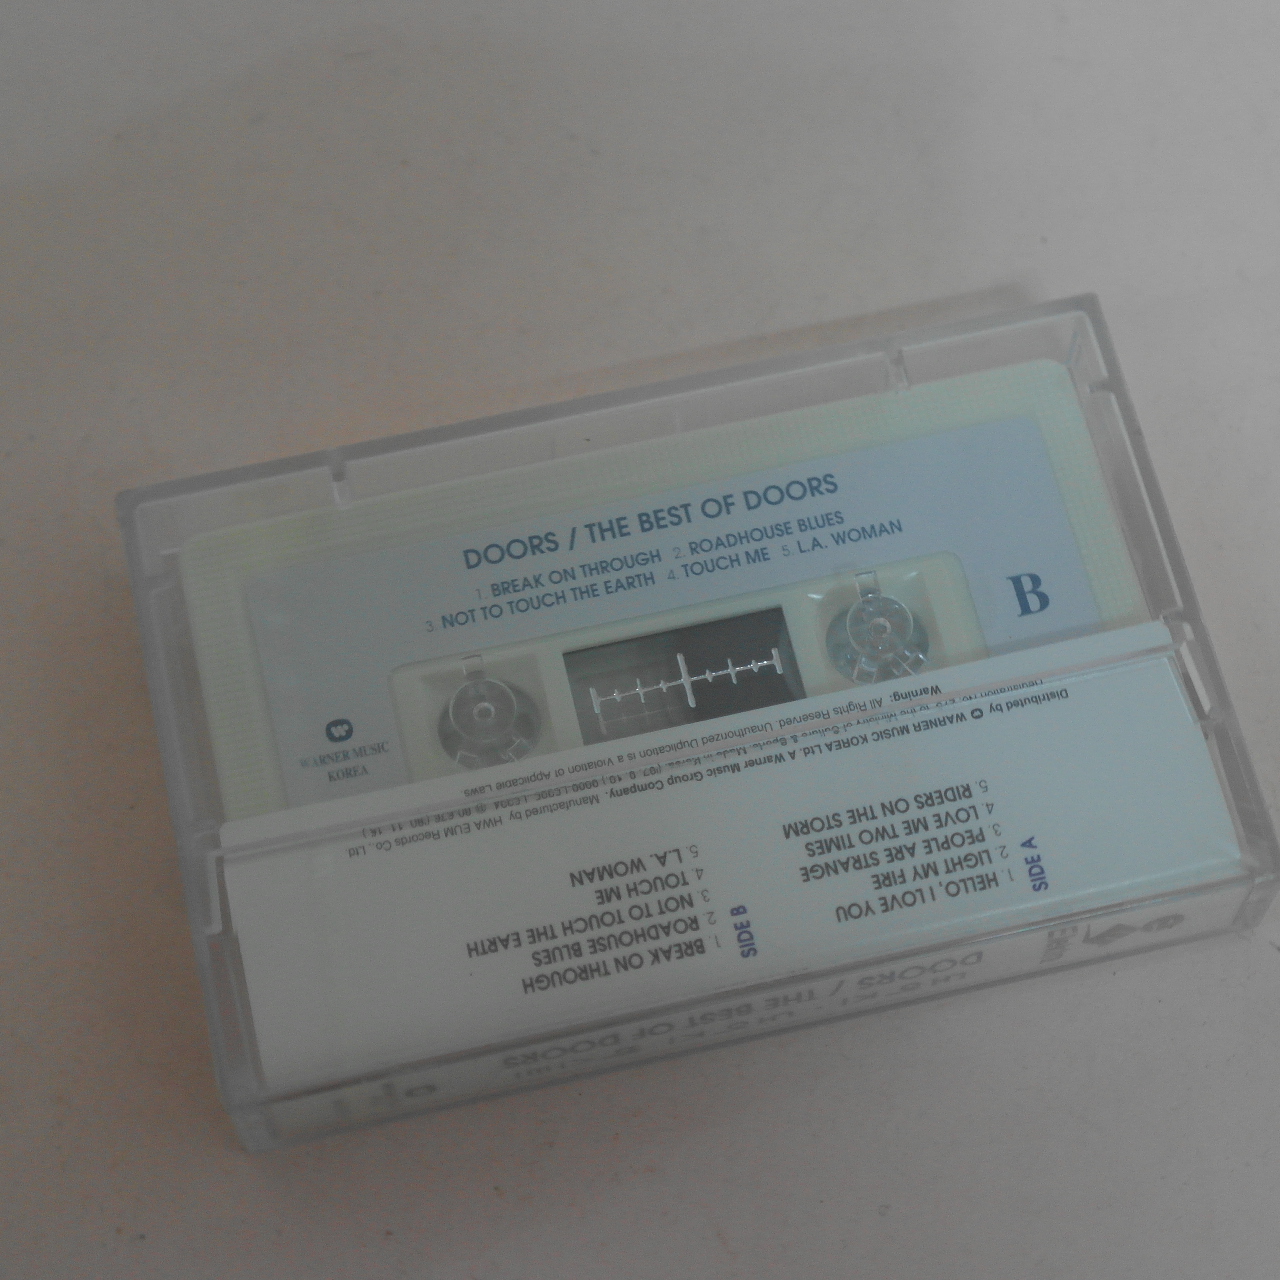 DOORS / THE BEST OF DOORS
1. BREAK ON THROUGH 2. ROADHOUSE BLUES
3. NOT TO TOUCH THE EARTH 4. TOUCH ME 5. L.A. WOMAN
B
WARNER MUSIC
KOREA
SIDE A
1. HELLO, I LOVE YOU
2. LIGHT MY FIRE
3. PEOPLE ARE STRANGE
4. LOVE ME TWO TIMES
5. RIDERS ON THE STORM
SIDE B
1. BREAK ON THROUGH
2. ROADHOUSE BLUES
3. NOT TO TOUCH THE EARTH
4. TOUCH ME
5. L.A. WOMAN
Distributed by WARNER MUSIC KOREA Ltd. A Warner Music Group Company. Manufactured by HWA EUM Records Co., Ltd
Warning: All Rights Reserved. Unauthorized Duplication is a Violation of Applicable Laws.
DOORS / THE BEST OF DOORS